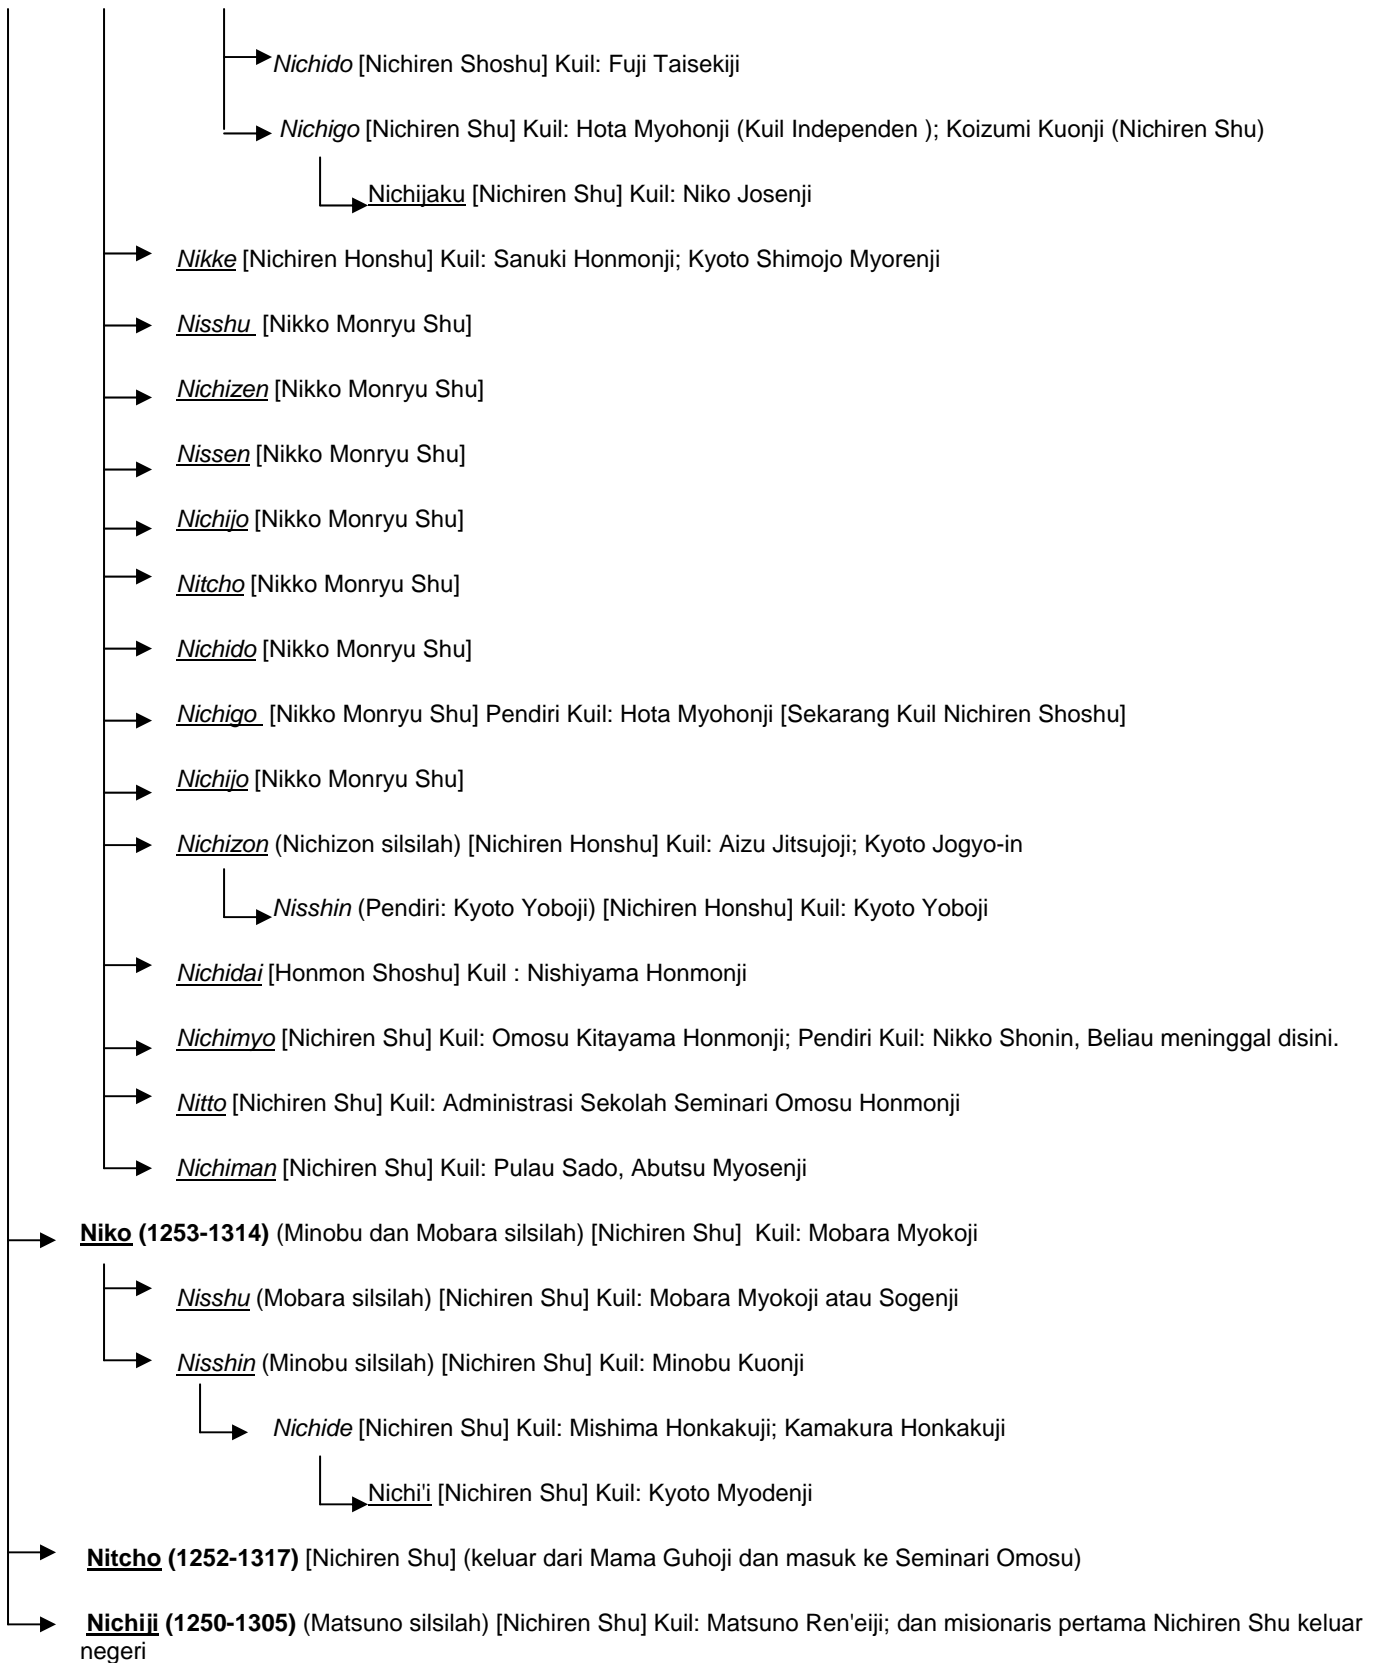 Nichido [Nichiren Shoshu] Kuil: Fuji Taisekiji
Nichigo [Nichiren Shu] Kuil: Hota Myohonji (Kuil Independen ); Koizumi Kuonji (Nichiren Shu)
Nichijaku [Nichiren Shu] Kuil: Niko Josenji
Nikke [Nichiren Honshu] Kuil: Sanuki Honmonji; Kyoto Shimojo Myorenji
Nisshu [Nikko Monryu Shu]
Nichizen [Nikko Monryu Shu]
Nissen [Nikko Monryu Shu]
Nichijo [Nikko Monryu Shu]
Nitcho [Nikko Monryu Shu]
Nichido [Nikko Monryu Shu]
Nichigo [Nikko Monryu Shu] Pendiri Kuil: Hota Myohonji [Sekarang Kuil Nichiren Shoshu]
Nichijo [Nikko Monryu Shu]
Nichizon (Nichizon silsilah) [Nichiren Honshu] Kuil: Aizu Jitsujoji; Kyoto Jogyo-in
Nisshin (Pendiri: Kyoto Yoboji) [Nichiren Honshu] Kuil: Kyoto Yoboji
Nichidai [Honmon Shoshu] Kuil : Nishiyama Honmonji
Nichimyo [Nichiren Shu] Kuil: Omosu Kitayama Honmonji; Pendiri Kuil: Nikko Shonin, Beliau meninggal disini.
Nitto [Nichiren Shu] Kuil: Administrasi Sekolah Seminari Omosu Honmonji
Nichiman [Nichiren Shu] Kuil: Pulau Sado, Abutsu Myosenji
Niko (1253-1314) (Minobu dan Mobara silsilah) [Nichiren Shu] Kuil: Mobara Myokoji
Nisshu (Mobara silsilah) [Nichiren Shu] Kuil: Mobara Myokoji atau Sogenji
Nisshin (Minobu silsilah) [Nichiren Shu] Kuil: Minobu Kuonji
Nichide [Nichiren Shu] Kuil: Mishima Honkakuji; Kamakura Honkakuji
Nichi'i [Nichiren Shu] Kuil: Kyoto Myodenji
Nitcho (1252-1317) [Nichiren Shu] (keluar dari Mama Guhoji dan masuk ke Seminari Omosu)
Nichiji (1250-1305) (Matsuno silsilah) [Nichiren Shu] Kuil: Matsuno Ren'eiji; dan misionaris pertama Nichiren Shu keluar
negeri